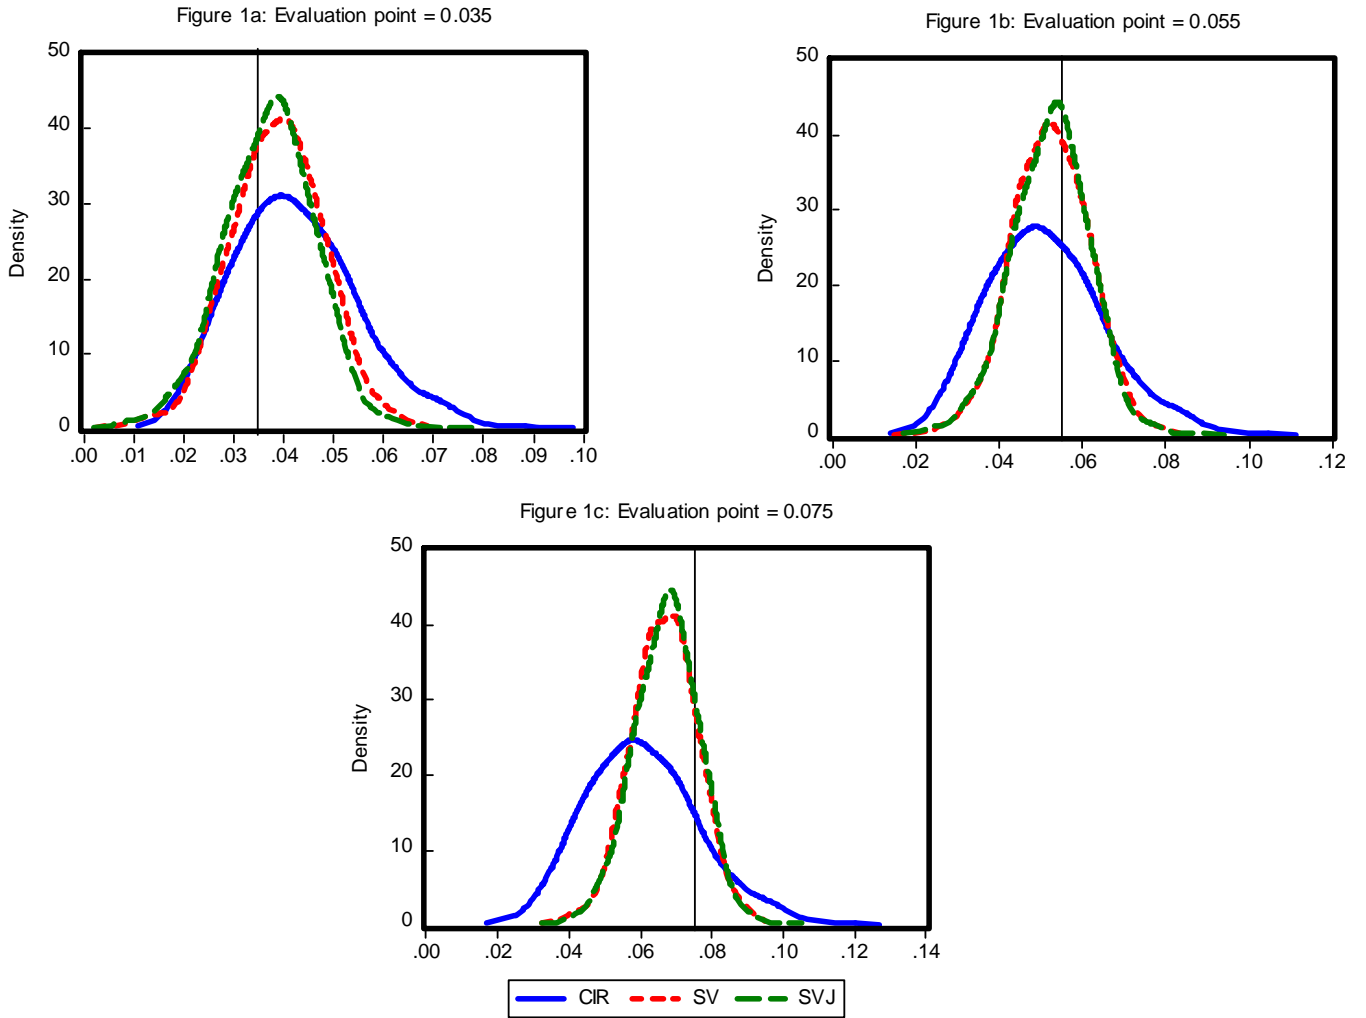 Figure 1a: Evaluation point = 0.035
50
40
30
20
10
0
Density
.00 .01 .02 .03 .04 .05 .06 .07 .08 .09 .10
Figure 1b: Evaluation point = 0.055
50
40
30
20
10
0
Density
.00 .02 .04 .06 .08 .10 .12
Figure 1c: Evaluation point = 0.075
50
40
30
20
10
0
Density
.00 .02 .04 .06 .08 .10 .12 .14
CIR SV SVJ